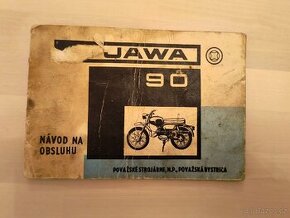 JAWA
90
NÁVOD NA
OBSLUHU
POVAŽSKÉ STROJÁRNE, N.P., POVAŽSKÁ BYSTRICA